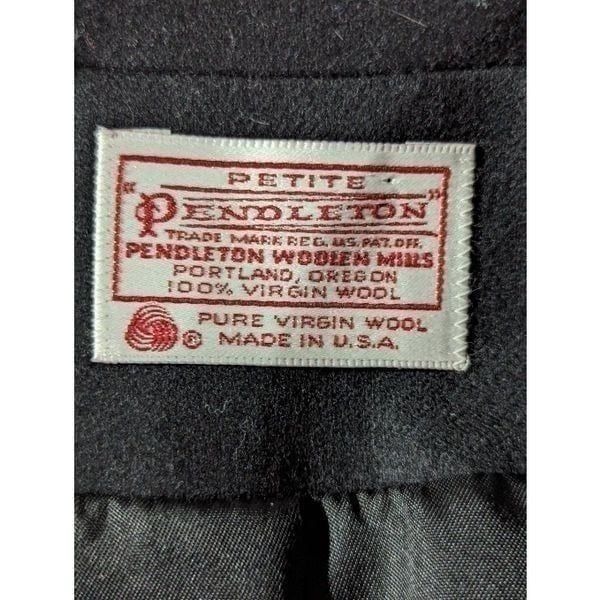 PETITE
"PENDLETON"
TRADE MARK REG. U.S. PAT. OFF.
PENDLETON WOOLEN MILLS
PORTLAND, OREGON
100% VIRGIN WOOL
® PURE VIRGIN WOOL
MADE IN U.S.A.